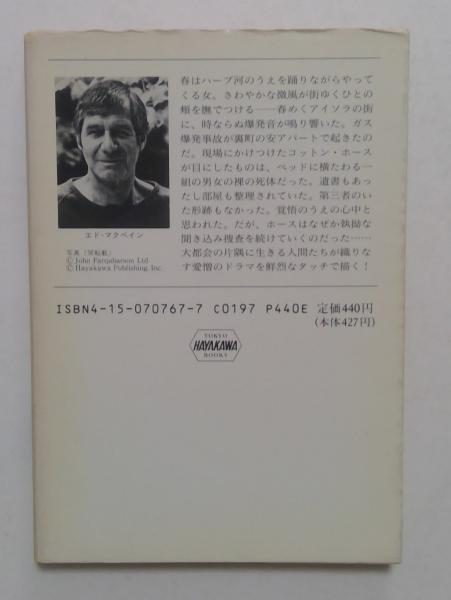 春はハーブ河のうえを踊りながらやって
くる女。さわやかな微風が街ゆくひとの
頬を撫でつける――春めくアイソラの街
に、時ならぬ爆発音が鳴り響いた。ガス
爆発事故が裏町の安アパートで起きたの
だ。現場にかけつけたコットン・ホース
が目にしたものは、ベッドに横たわる一
組の男女の裸の死体だった。遺書もあっ
たし部屋も整理されていた。第三者のい
た形跡もなかった。覚悟のうえの心中と
思われた。だが、ホースはなぜか執拗な
聞き込み捜査を続けていくのだった……
大都会の片隅に生きる人間たちが織りな
す愛憎のドラマを鮮烈なタッチで描く！
エド・マクベイン
写真（禁転載）
© John Farquharson Ltd
© Hayakawa Publishing, Inc.
ISBN4-15-070767-7 C0197 P440E 定価440円
(本体427円)
TOKYO
HAYAKAWA
BOOKS